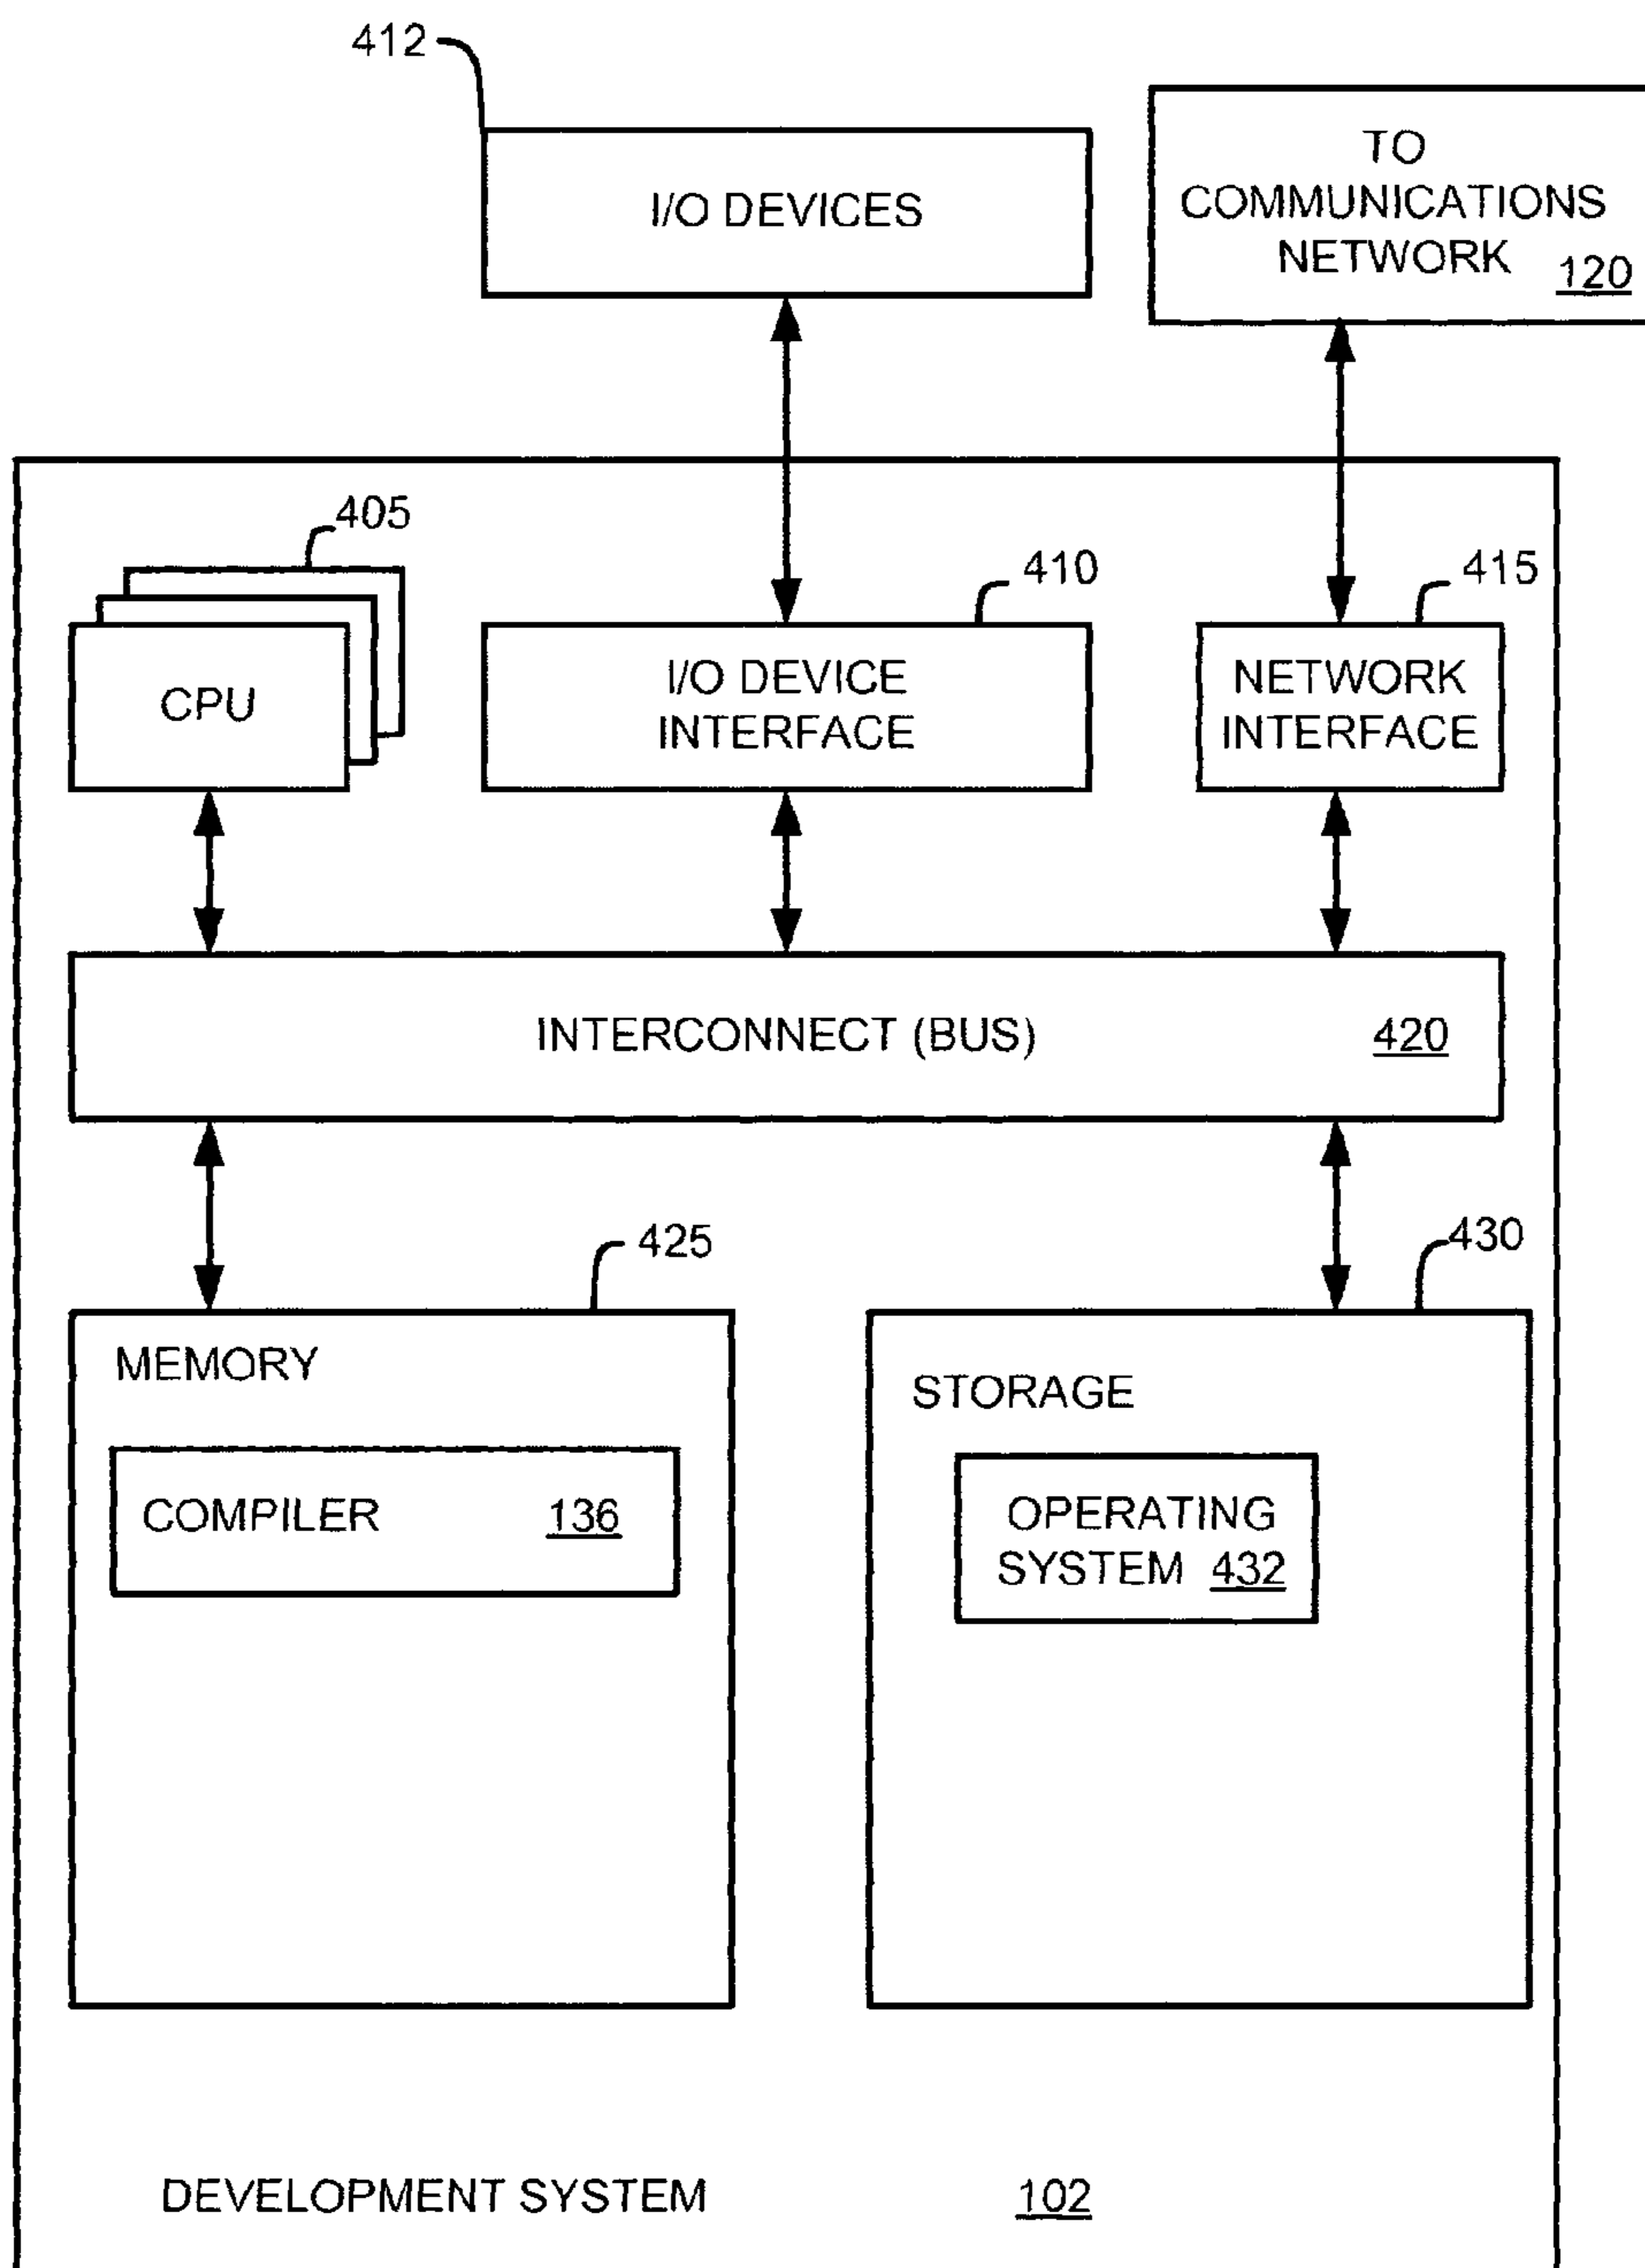 412
I/O DEVICES
TO
COMMUNICATIONS
NETWORK 120
405
410
415
CPU
I/O DEVICE
INTERFACE
NETWORK
INTERFACE
INTERCONNECT (BUS) 420
425
430
MEMORY
COMPILER 136
STORAGE
OPERATING
SYSTEM 432
DEVELOPMENT SYSTEM 102